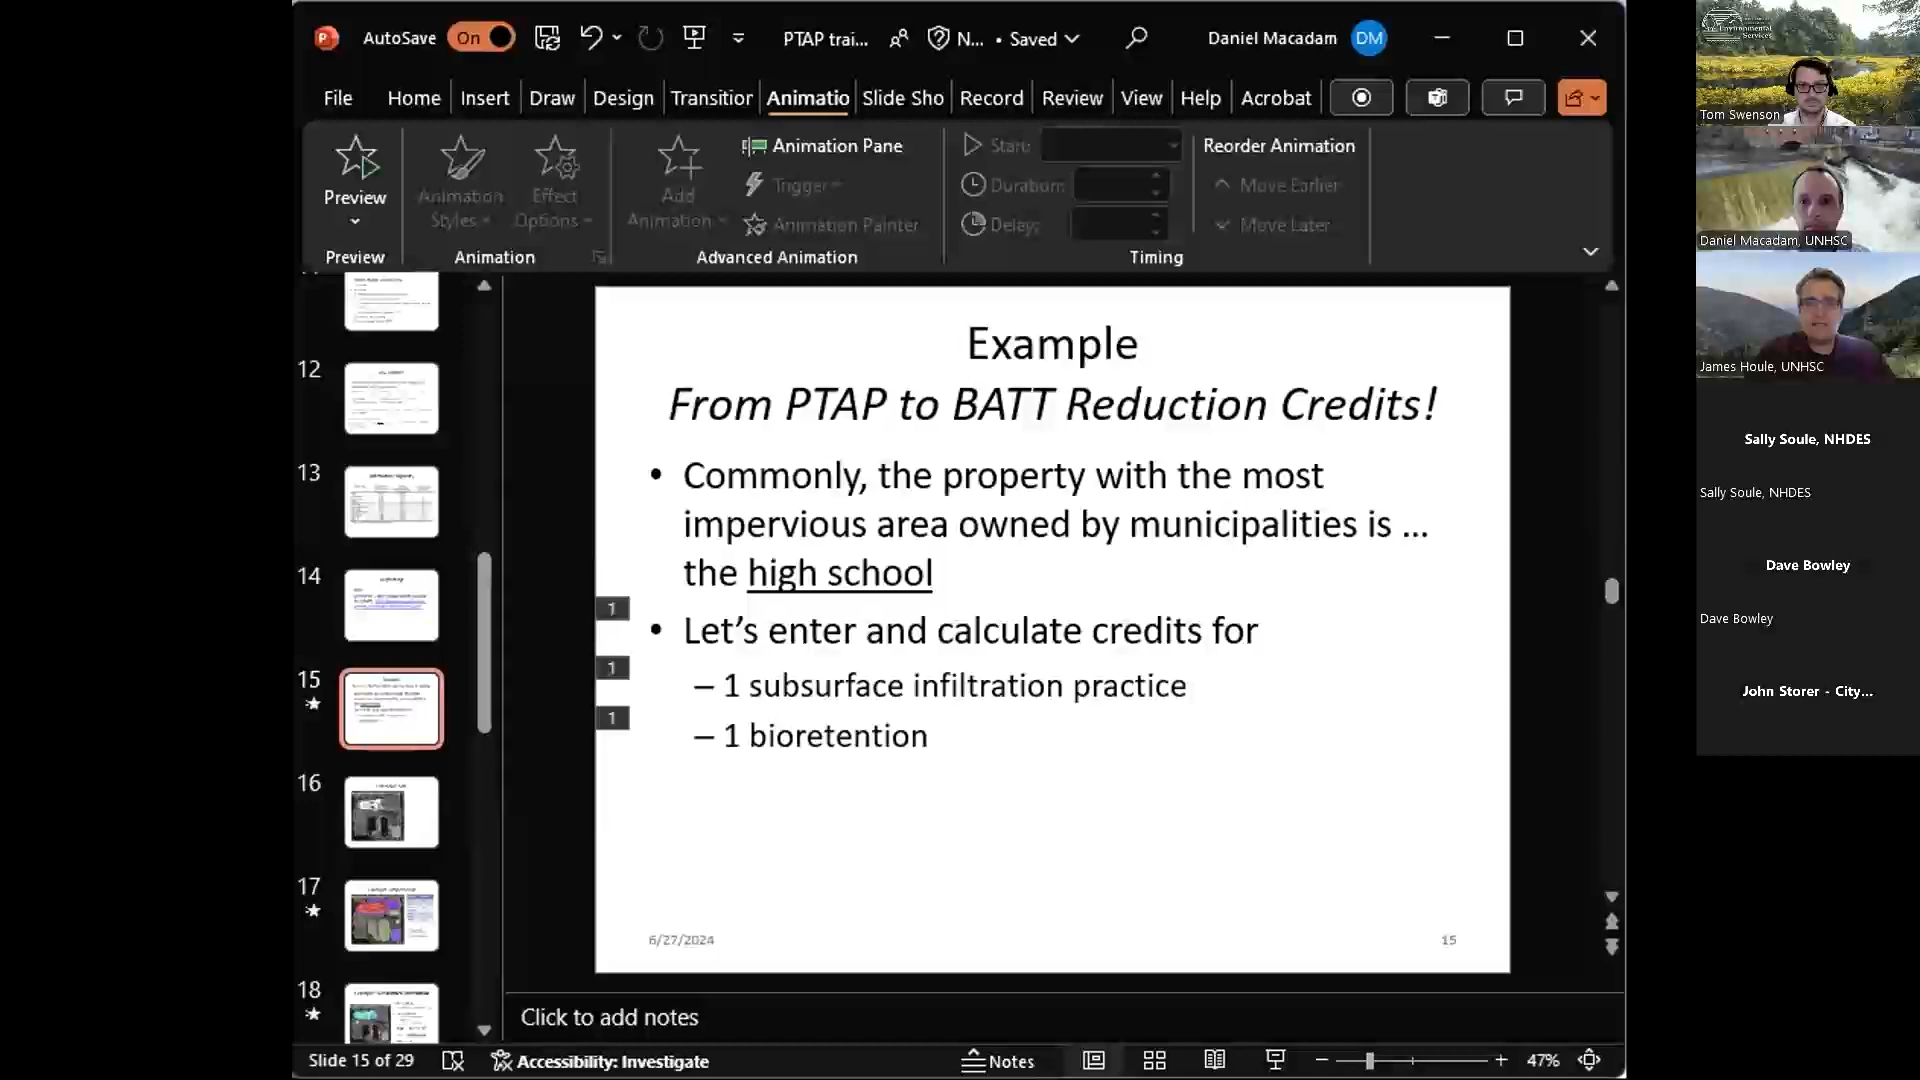 AutoSave On PTAP trai... N... • Saved Daniel Macadam DM
File Home Insert Draw Design Transition Animatio Slide Sho Record Review View Help Acrobat
Preview
Animation Styles
Effect Options
Add Animation
Animation Pane
Trigger
Animation Painter
Start:
Duration:
Delay:
Reorder Animation
Move Earlier
Move Later
Preview Animation Advanced Animation Timing
12
13
14
15
16
17
18
Example
From PTAP to BATT Reduction Credits!
• Commonly, the property with the most
impervious area owned by municipalities is ...
the high school
1
• Let’s enter and calculate credits for
1
– 1 subsurface infiltration practice
1
– 1 bioretention
6/27/2024 15
Click to add notes
Slide 15 of 29 Accessibility: Investigate Notes 47%
Environmental
Services
Tom Swenson
Daniel Macadam, UNHSC
James Houle, UNHSC
Sally Soule, NHDES
Sally Soule, NHDES
Dave Bowley
Dave Bowley
John Storer - City...